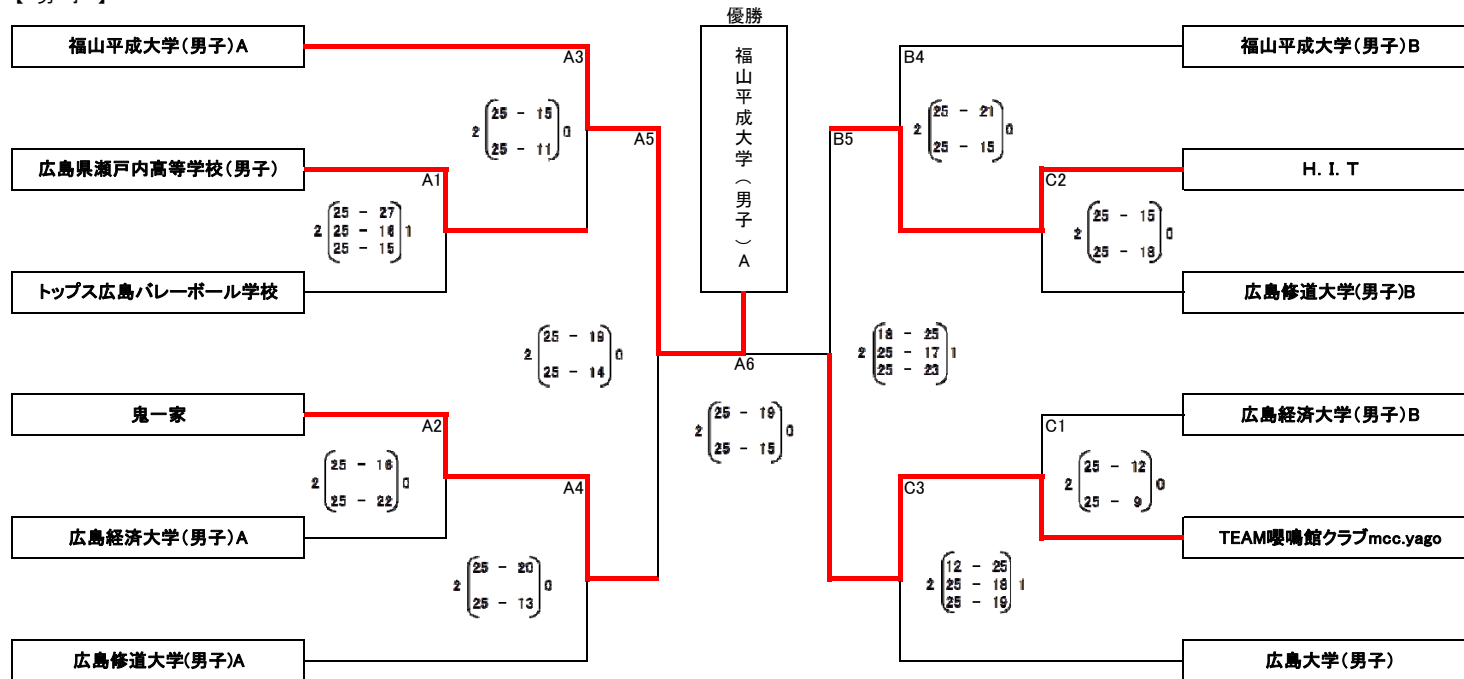 優勝
福山平成大学(男子)A
福山平成大学(男子)A
A3
2 25 - 15 0
25 - 11
広島県瀬戸内高等学校(男子)
A1
25 - 27
2 25 - 16 1
25 - 15
トップス広島バレーボール学校
A5
2 25 - 19 0
25 - 14
鬼一家
A2
2 25 - 16 0
25 - 22
広島経済大学(男子)A
A4
2 25 - 20 0
25 - 13
広島修道大学(男子)A
A6
2 25 - 19 0
25 - 15
福山平成大学(男子)B
B4
2 25 - 21 0
25 - 15
B5
H.I.T
C2
2 25 - 15 0
25 - 18
広島修道大学(男子)B
18 - 25
2 25 - 17 1
25 - 23
広島経済大学(男子)B
C1
2 25 - 12 0
25 - 9
TEAM嚶鳴館クラブmcc.yago
C3
12 - 25
2 25 - 18 1
25 - 19
広島大学(男子)